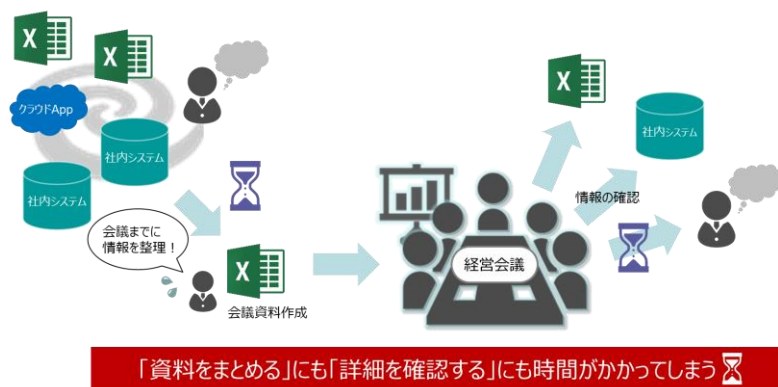 X
X
クラウドApp
社内システム
社内システム
会議までに
情報を整理！
X
会議資料作成
経営会議
X
社内システム
情報の確認
「資料をまとめる」にも「詳細を確認する」にも時間がかかってしまう